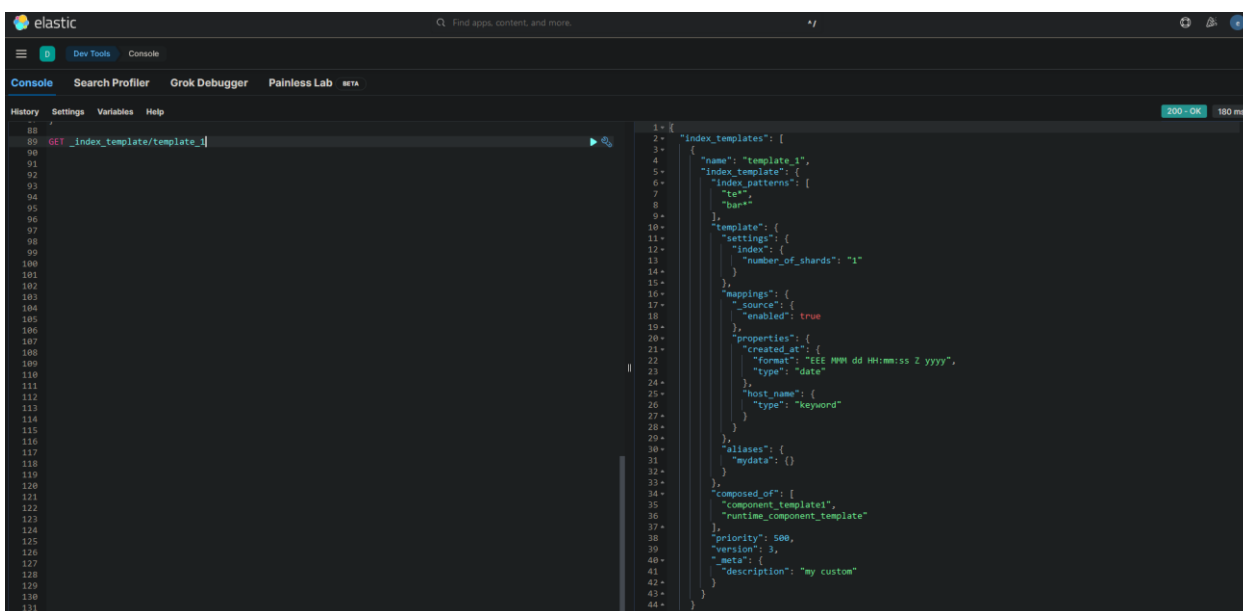 elastic
Find apps, content, and more.
*/
e
D
Dev Tools
Console
Console
Search Profiler
Grok Debugger
Painless Lab
BETA
History
Settings
Variables
Help
200 - OK
180 ms
88
89 GET _index_template/template_1
90
91
92
93
94
95
96
97
98
99
100
101
102
103
104
105
106
107
108
109
110
111
112
113
114
115
116
117
118
119
120
121
122
123
124
125
126
127
128
129
130
131
1 {
2 "index_templates": [
3 {
4 "name": "template_1",
5 "index_template": {
6 "index_patterns": [
7 "te*",
8 "bar*"
9 ],
10 "template": {
11 "settings": {
12 "index": {
13 "number_of_shards": "1"
14 }
15 },
16 "mappings": {
17 "_source": {
18 "enabled": true
19 },
20 "properties": {
21 "created_at": {
22 "format": "EEE MMM dd HH:mm:ss Z yyyy",
23 "type": "date"
24 },
25 "host_name": {
26 "type": "keyword"
27 }
28 }
29 },
30 "aliases": {
31 "mydata": {}
32 }
33 },
34 "composed_of": [
35 "component_template1",
36 "runtime_component_template"
37 ],
38 "priority": 500,
39 "version": 3,
40 "_meta": {
41 "description": "my custom"
42 }
43 }
44 }